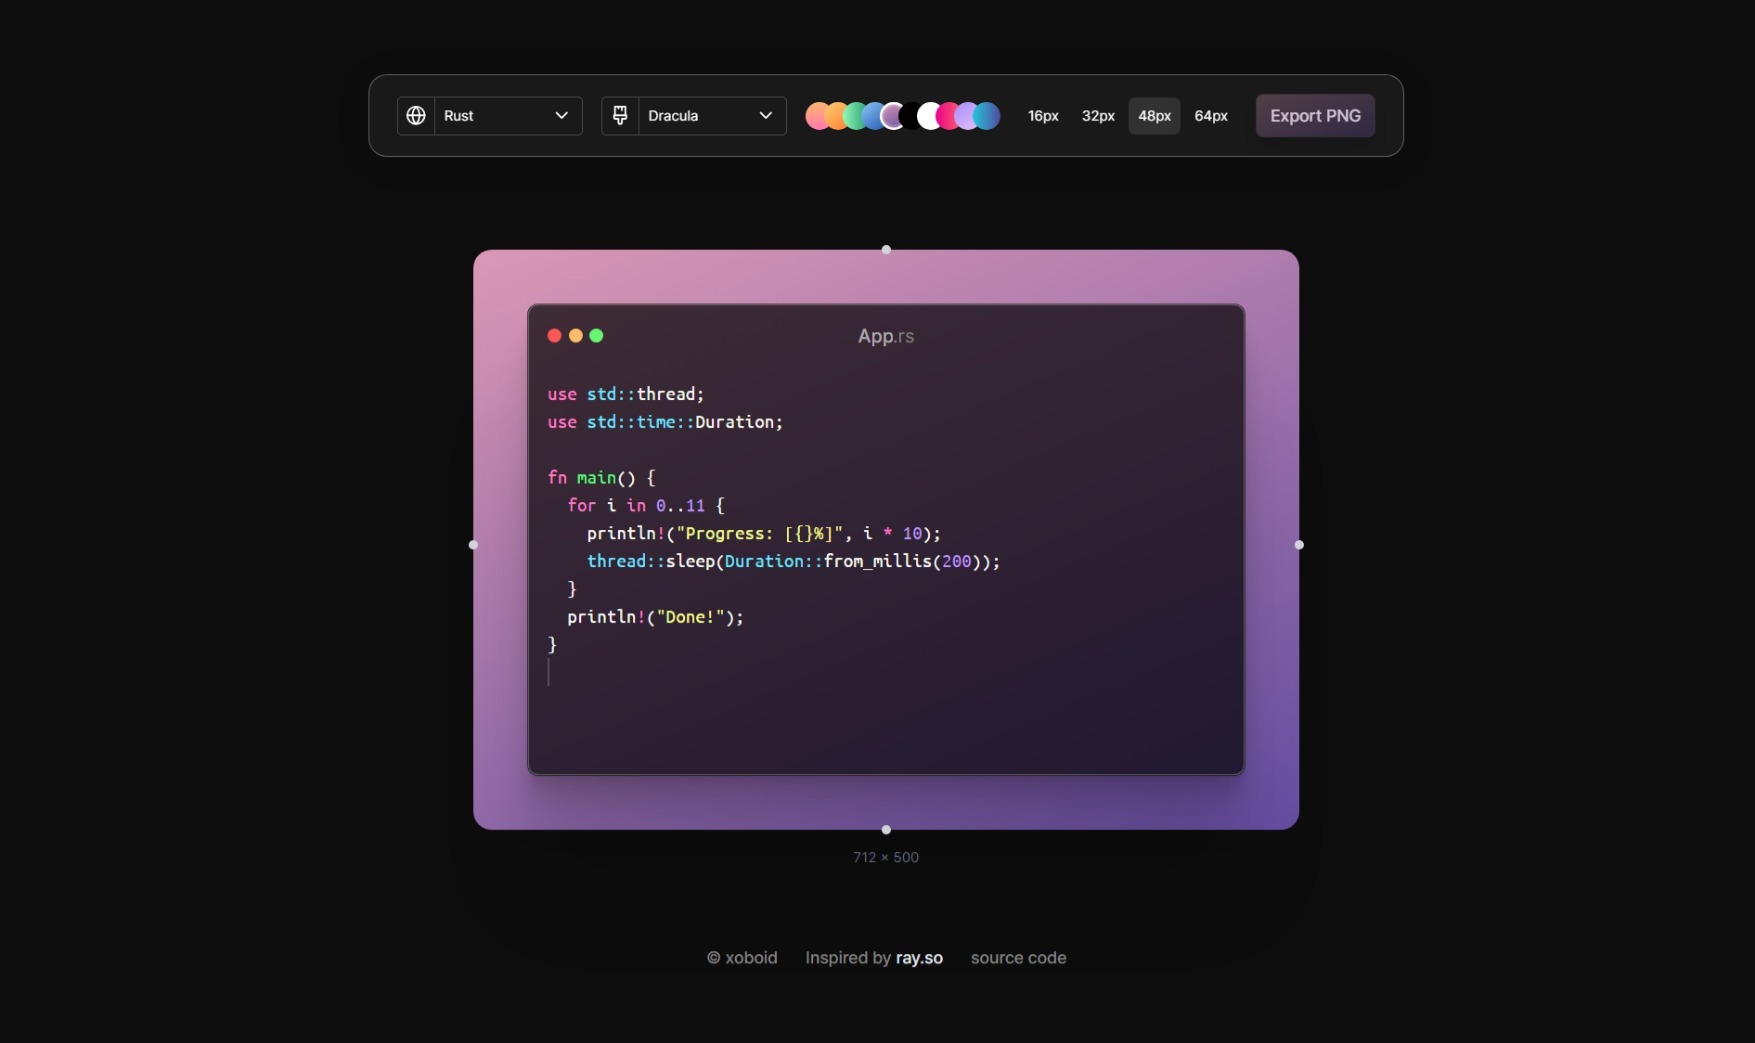 Rust Dracula 16px 32px 48px 64px Export PNG
App.rs
use std::thread;
use std::time::Duration;
fn main() {
  for i in 0..11 {
    println!("Progress: [{}%]", i * 10);
    thread::sleep(Duration::from_millis(200));
  }
  println!("Done!");
}
712 × 500
© xoboid Inspired by ray.so source code